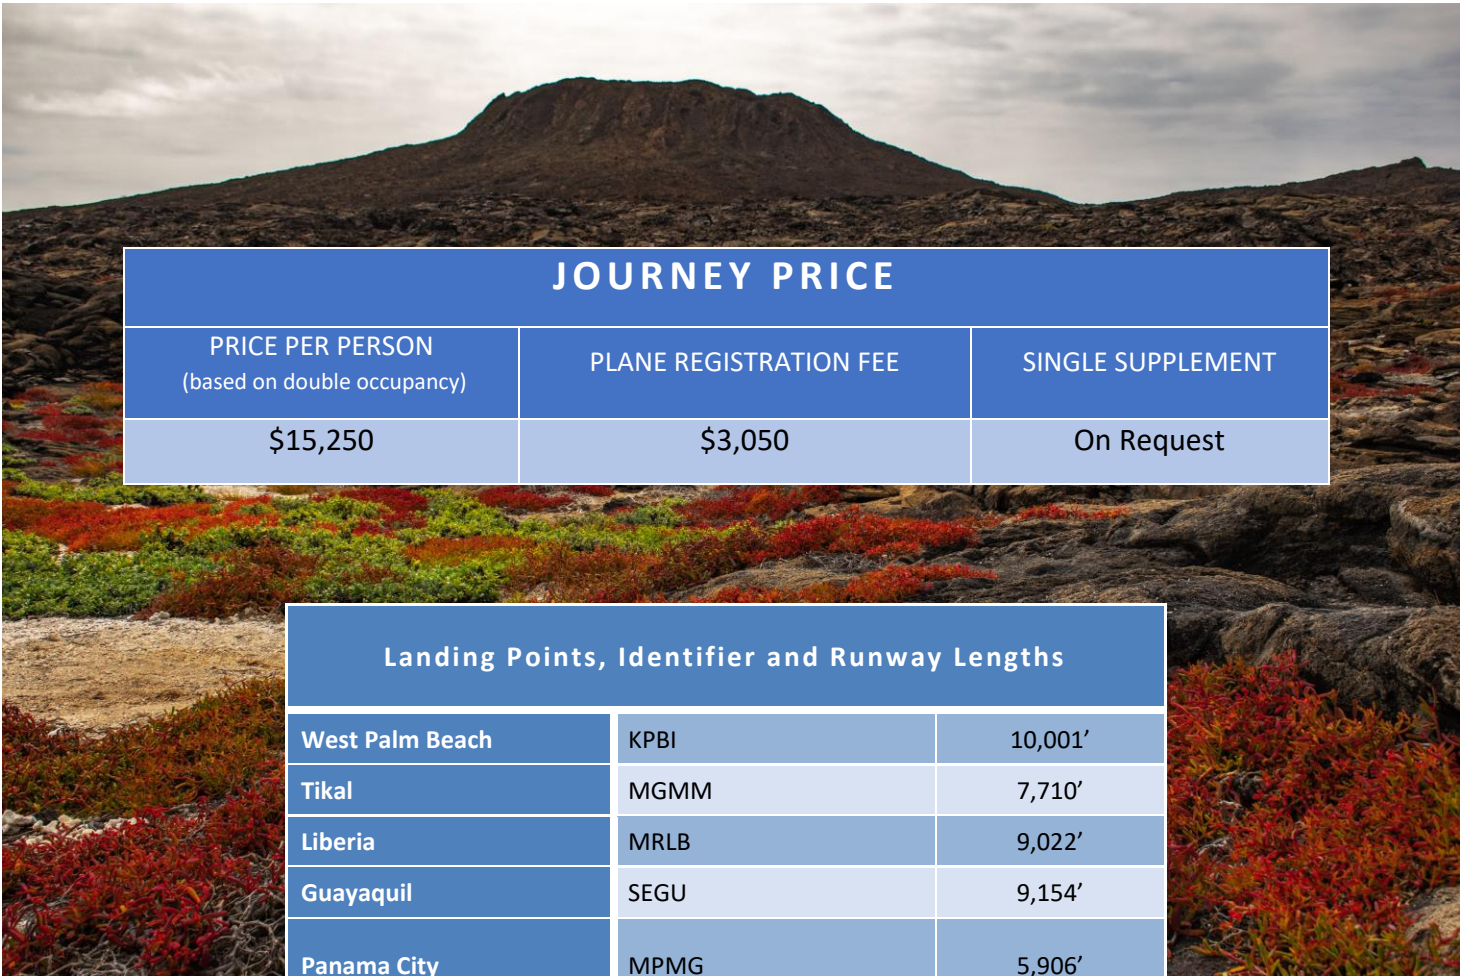 JOURNEY PRICE
PRICE PER PERSON
(based on double occupancy)
PLANE REGISTRATION FEE
SINGLE SUPPLEMENT
$15,250
$3,050
On Request
Landing Points, Identifier and Runway Lengths
West Palm Beach KPBI 10,001’
Tikal MGMM 7,710’
Liberia MRLB 9,022’
Guayaquil SEGU 9,154’
Panama City MPMG 5,906’